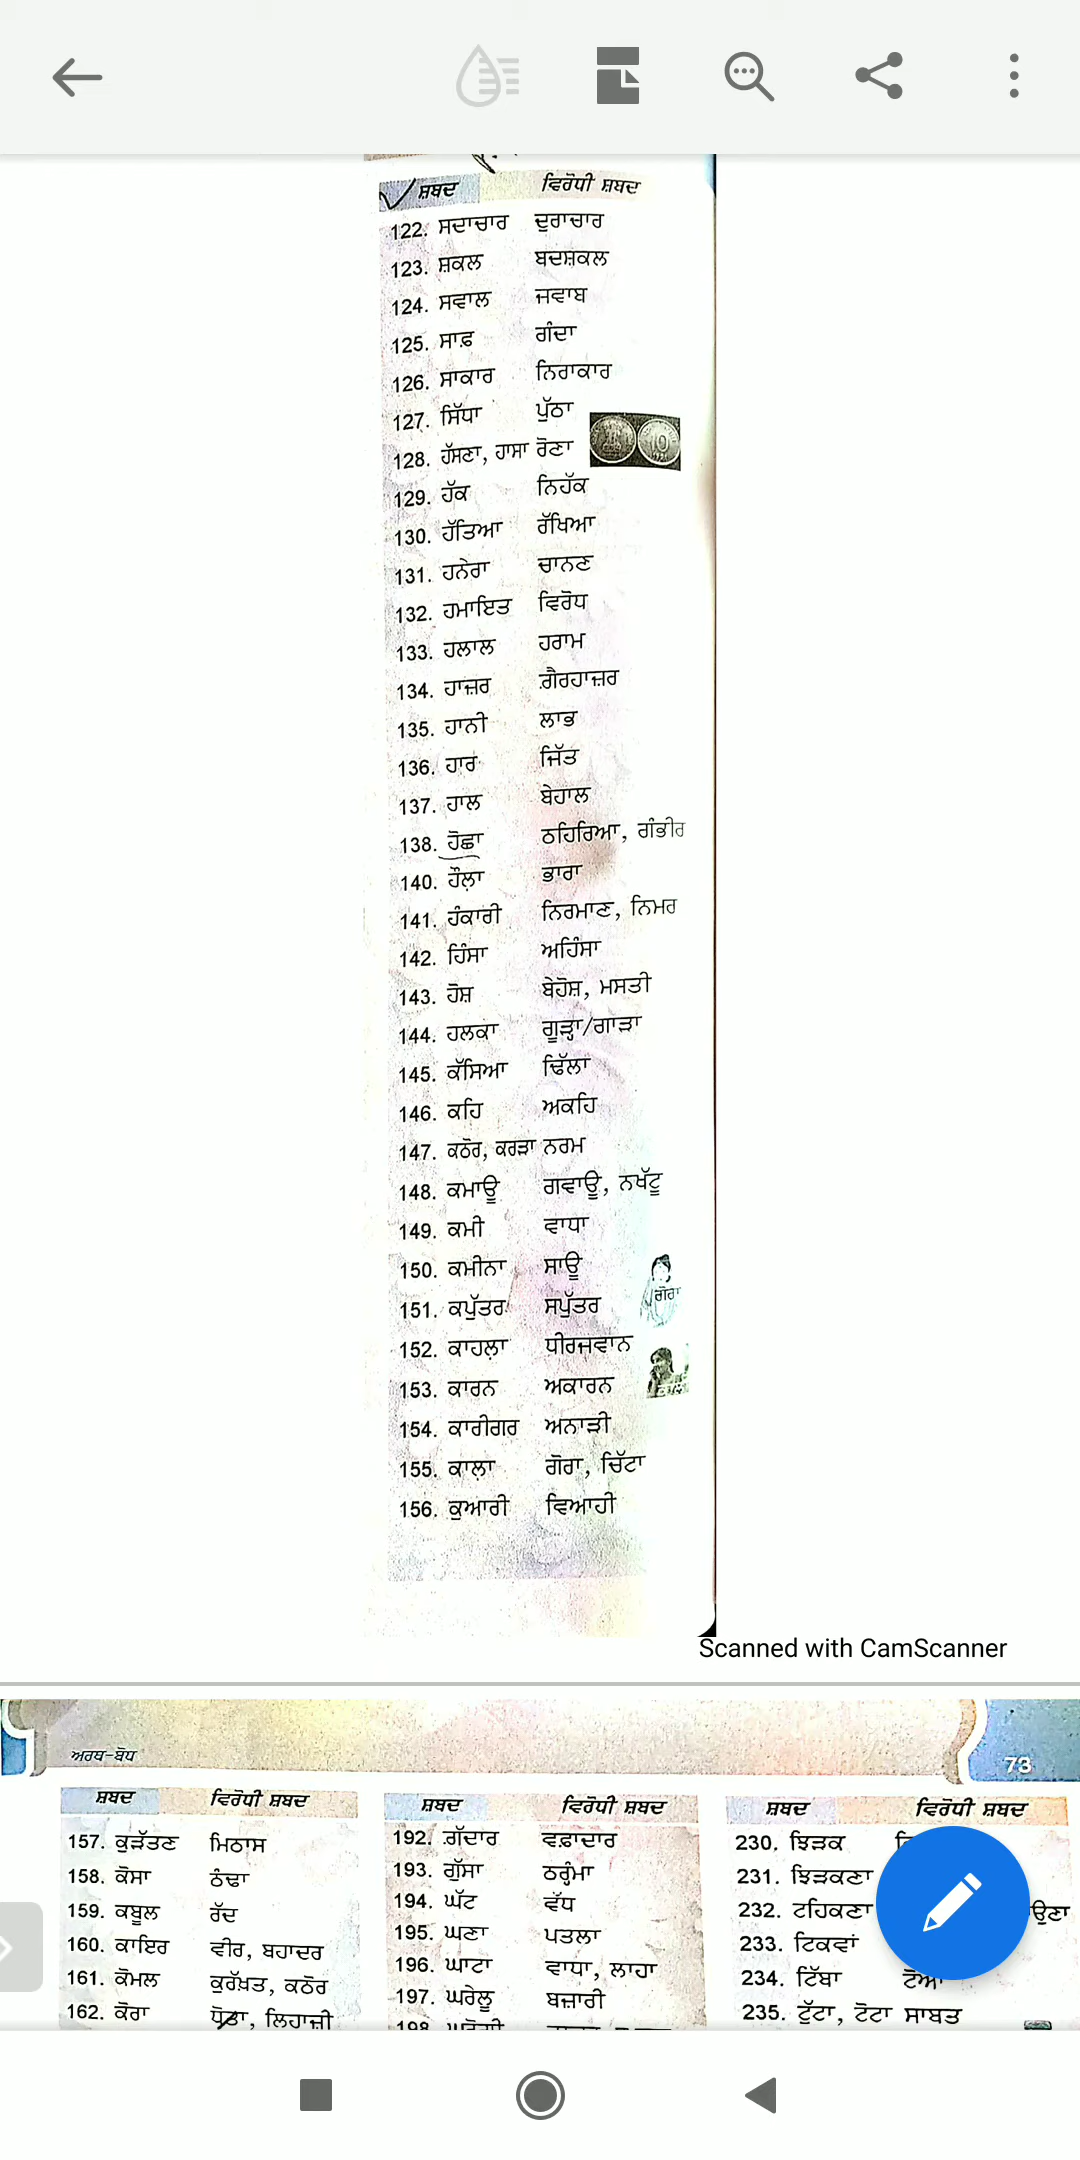 ਸ਼ਬਦ ਵਿਰੋਧੀ ਸ਼ਬਦ
122. ਸਦਾਚਾਰ ਦੁਰਾਚਾਰ
123. ਸ਼ਕਲ ਬਦਸ਼ਕਲ
124. ਸਵਾਲ ਜਵਾਬ
125. ਸਾਫ਼ ਗੰਦਾ
126. ਸਾਕਾਰ ਨਿਰਾਕਾਰ
127. ਸਿੱਧਾ ਪੁੱਠਾ
128. ਹੱਸਣਾ, ਹਾਸਾ ਰੋਣਾ
129. ਹੱਕ ਨਿਹੱਕ
130. ਹੱਤਿਆ ਰੱਖਿਆ
131. ਹਨੇਰਾ ਚਾਨਣ
132. ਹਮਾਇਤ ਵਿਰੋਧ
133. ਹਲਾਲ ਹਰਾਮ
134. ਹਾਜ਼ਰ ਗ਼ੈਰਹਾਜ਼ਰ
135. ਹਾਨੀ ਲਾਭ
136. ਹਾਰ ਜਿੱਤ
137. ਹਾਲ ਬੇਹਾਲ
138. ਹੋਛਾ ਠਹਿਰਿਆ, ਗੰਭੀਰ
140. ਹੌਲ਼ਾ ਭਾਰਾ
141. ਹੰਕਾਰੀ ਨਿਰਮਾਣ, ਨਿਮਰ
142. ਹਿੰਸਾ ਅਹਿੰਸਾ
143. ਹੋਸ਼ ਬੇਹੋਸ਼, ਮਸਤੀ
144. ਹਲਕਾ ਗੂੜ੍ਹਾ/ਗਾੜਾ
145. ਕੱਸਿਆ ਢਿੱਲਾ
146. ਕਹਿ ਅਕਹਿ
147. ਕਠੋਰ, ਕਰੜਾ ਨਰਮ
148. ਕਮਾਊ ਗਵਾਊ, ਨਖੱਟੂ
149. ਕਮੀ ਵਾਧਾ
150. ਕਮੀਨਾ ਸਾਊ
151. ਕਪੁੱਤਰ ਸਪੁੱਤਰ
ਗੋਰਾ
152. ਕਾਹਲ਼ਾ ਧੀਰਜਵਾਨ
153. ਕਾਰਨ ਅਕਾਰਨ
154. ਕਾਰੀਗਰ ਅਨਾੜੀ
155. ਕਾਲ਼ਾ ਗੋਰਾ, ਚਿੱਟਾ
156. ਕੁਆਰੀ ਵਿਆਹੀ
Scanned with CamScanner
ਅਰਥ-ਬੋਧ 73
ਸ਼ਬਦ ਵਿਰੋਧੀ ਸ਼ਬਦ
157. ਕੁੜੱਤਣ ਮਿਠਾਸ
158. ਕੋਸਾ ਠੰਢਾ
159. ਕਬੂਲ ਰੱਦ
160. ਕਾਇਰ ਵੀਰ, ਬਹਾਦਰ
161. ਕੋਮਲ ਕੁਰੱਖ਼ਤ, ਕਠੋਰ
162. ਕੋਰਾ ਧੋਤਾ, ਲਿਹਾਜ਼ੀ
ਸ਼ਬਦ ਵਿਰੋਧੀ ਸ਼ਬਦ
192. ਗ਼ੱਦਾਰ ਵਫ਼ਾਦਾਰ
193. ਗੁੱਸਾ ਠਰ੍ਹੰਮਾ
194. ਘੱਟ ਵੱਧ
195. ਘਣਾ ਪਤਲਾ
196. ਘਾਟਾ ਵਾਧਾ, ਲਾਹਾ
197. ਘਰੇਲੂ ਬਜ਼ਾਰੀ
198.
ਸ਼ਬਦ ਵਿਰੋਧੀ ਸ਼ਬਦ
230. ਝਿੜਕ
231. ਝਿੜਕਣਾ
232. ਟਹਿਕਣਾ
233. ਟਿਕਵਾਂ
234. ਟਿੱਬਾ ਟੋਆ
235. ਟੁੱਟਾ, ਟੋਟਾ ਸਾਬਤ